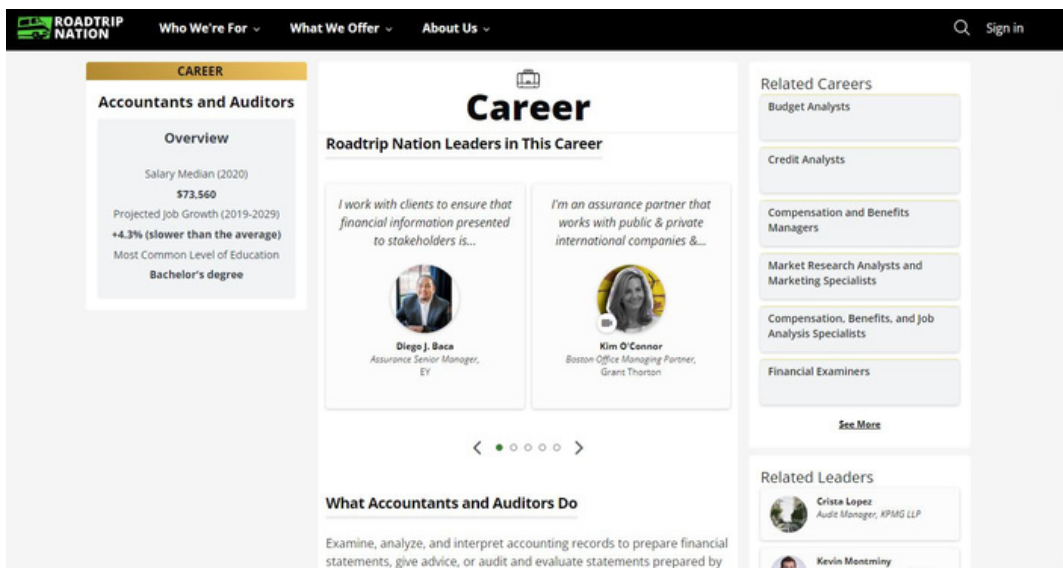 ROADTRIP
NATION
Who We're For
What We Offer
About Us
Sign in
CAREER
Accountants and Auditors
Overview
Salary Median (2020)
$73,560
Projected Job Growth (2019-2029)
+4.3% (slower than the average)
Most Common Level of Education
Bachelor's degree
Career
Roadtrip Nation Leaders in This Career
I work with clients to ensure that
financial information presented
to stakeholders is...
Diego J. Baca
Assurance Senior Manager,
EY
I'm an assurance partner that
works with public & private
international companies &...
Kim O'Connor
Boston Office Managing Partner,
Grant Thorton
What Accountants and Auditors Do
Examine, analyze, and interpret accounting records to prepare financial
statements, give advice, or audit and evaluate statements prepared by
Related Careers
Budget Analysts
Credit Analysts
Compensation and Benefits
Managers
Market Research Analysts and
Marketing Specialists
Compensation, Benefits, and Job
Analysis Specialists
Financial Examiners
See More
Related Leaders
Crista Lopez
Audit Manager, KPMG LLP
Kevin Montminy